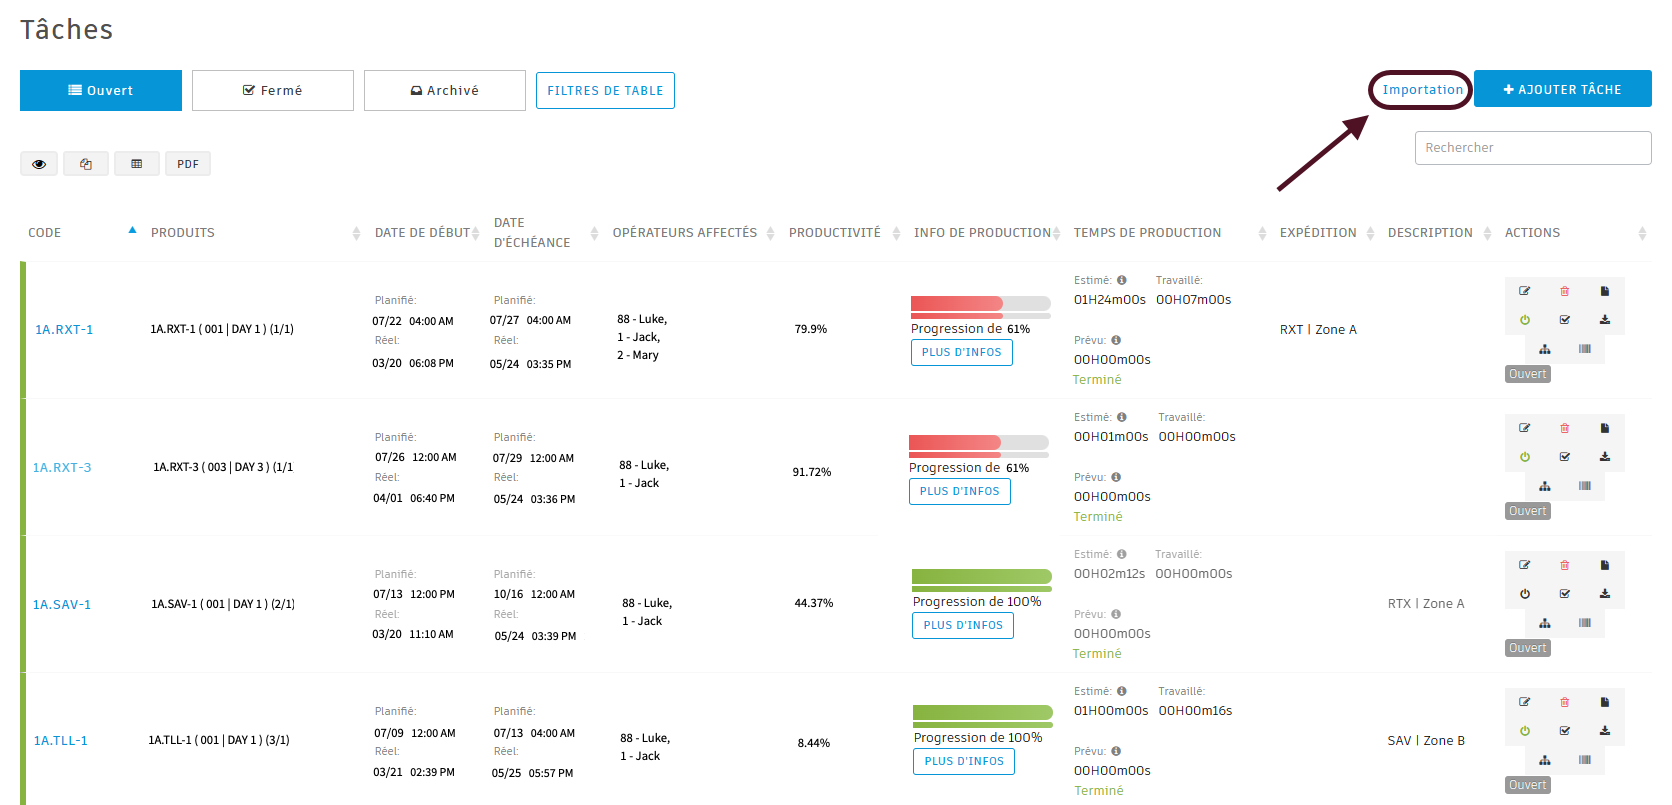 Tâches
Ouvert
Fermé
Archivé
FILTRES DE TABLE
Importation
AJOUTER TÂCHE
Rechercher
PDF
CODE PRODUITS DATE DE DÉBUT DATE D'ÉCHÉANCE OPÉRATEURS AFFECTÉS PRODUCTIVITÉ INFO DE PRODUCTION TEMPS DE PRODUCTION EXPÉDITION DESCRIPTION ACTIONS
1A.RXT-1
1A.RXT-1 ( 001 | DAY 1 ) (1/1)
Planifié:
07/22 04:00 AM
Réel:
03/20 06:08 PM
Planifié:
07/27 04:00 AM
Réel:
05/24 03:35 PM
88 - Luke,
1 - Jack,
2 - Mary
79.9%
Progression de 61%
PLUS D'INFOS
Estimé: Travaillé:
01H24m00s 00H07m00s
Prévu:
00H00m00s
Terminé
RXT | Zone A
Ouvert
1A.RXT-3
1A.RXT-3 ( 003 | DAY 3 ) (1/1
Planifié:
07/26 12:00 AM
Réel:
04/01 06:40 PM
Planifié:
07/29 12:00 AM
Réel:
05/24 03:36 PM
88 - Luke,
1 - Jack
91.72%
Progression de 61%
PLUS D'INFOS
Estimé: Travaillé:
00H01m00s 00H00m00s
Prévu:
00H00m00s
Terminé
Ouvert
1A.SAV-1
1A.SAV-1 ( 001 | DAY 1 ) (2/1)
Planifié:
07/13 12:00 PM
Réel:
03/20 11:10 AM
Planifié:
10/16 12:00 AM
Réel:
05/24 03:39 PM
88 - Luke,
1 - Jack
44.37%
Progression de 100%
PLUS D'INFOS
Estimé: Travaillé:
00H02m12s 00H00m00s
Prévu:
00H00m00s
Terminé
RTX | Zone A
Ouvert
1A.TLL-1
1A.TLL-1 ( 001 | DAY 1 ) (3/1)
Planifié:
07/09 12:00 AM
Réel:
03/21 02:39 PM
Planifié:
07/13 04:00 AM
Réel:
05/25 05:57 PM
88 - Luke,
1 - Jack
8.44%
Progression de 100%
PLUS D'INFOS
Estimé: Travaillé:
01H00m00s 00H00m16s
Prévu:
00H00m00s
Terminé
SAV | Zone B
Ouvert